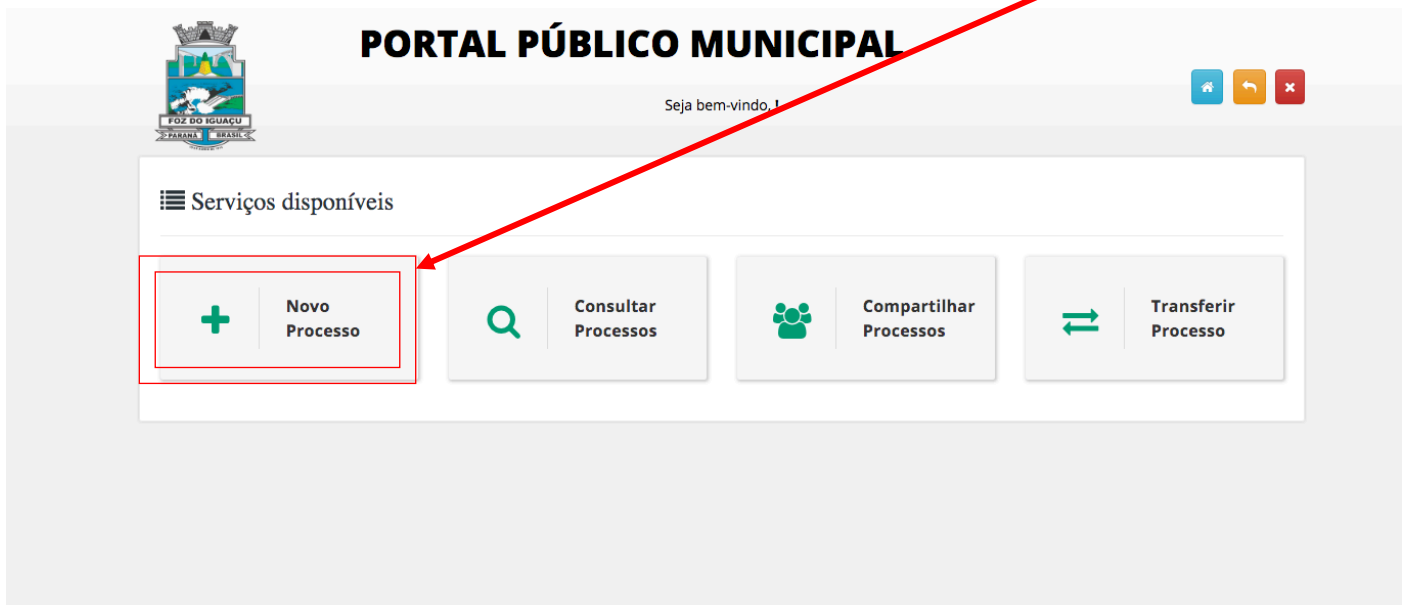 PORTAL PÚBLICO MUNICIPAL
Seja bem-vindo, !
FOZ DO IGUAÇU
PARANÁ BRASIL
Serviços disponíveis
Novo
Processo
Consultar
Processos
Compartilhar
Processos
Transferir
Processo